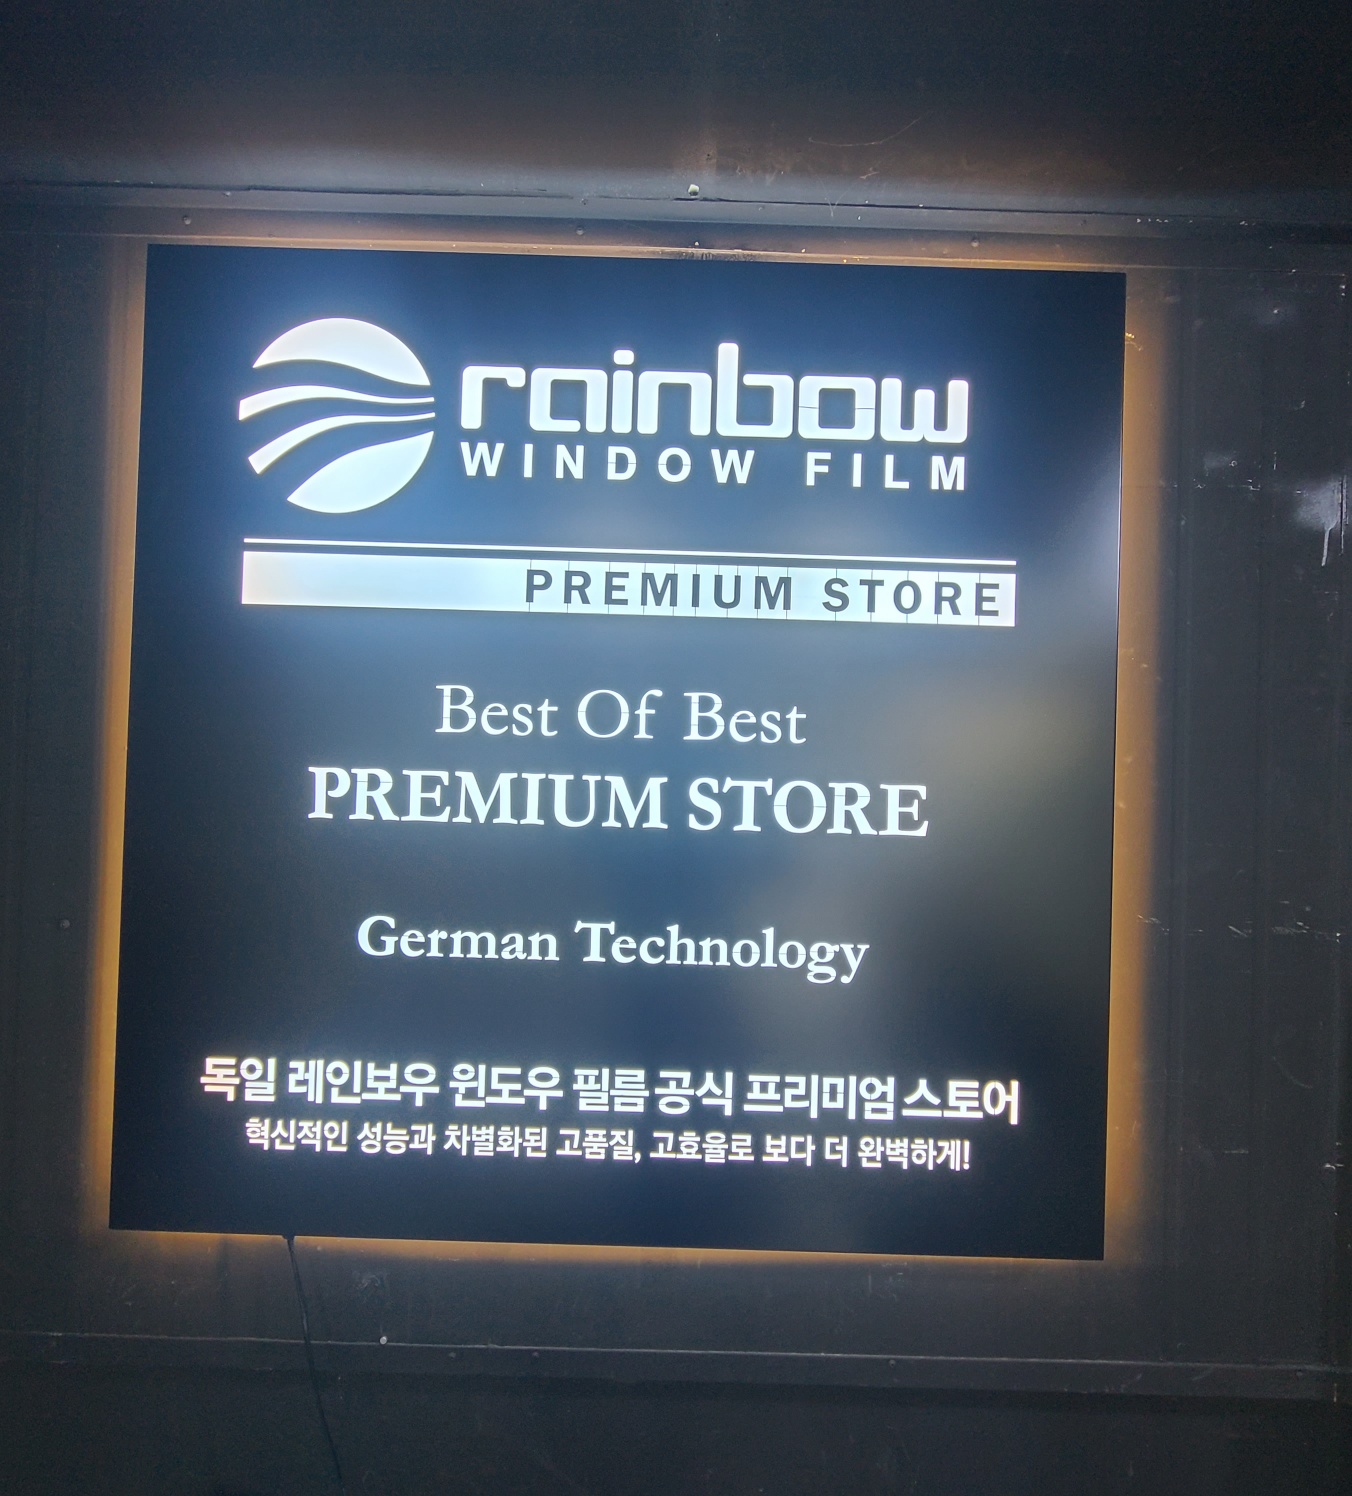 rainbow
WINDOW FILM
PREMIUM STORE
Best Of Best
PREMIUM STORE
German Technology
독일 레인보우 윈도우 필름 공식 프리미엄 스토어
혁신적인 성능과 차별화된 고품질, 고효율로 보다 더 완벽하게!